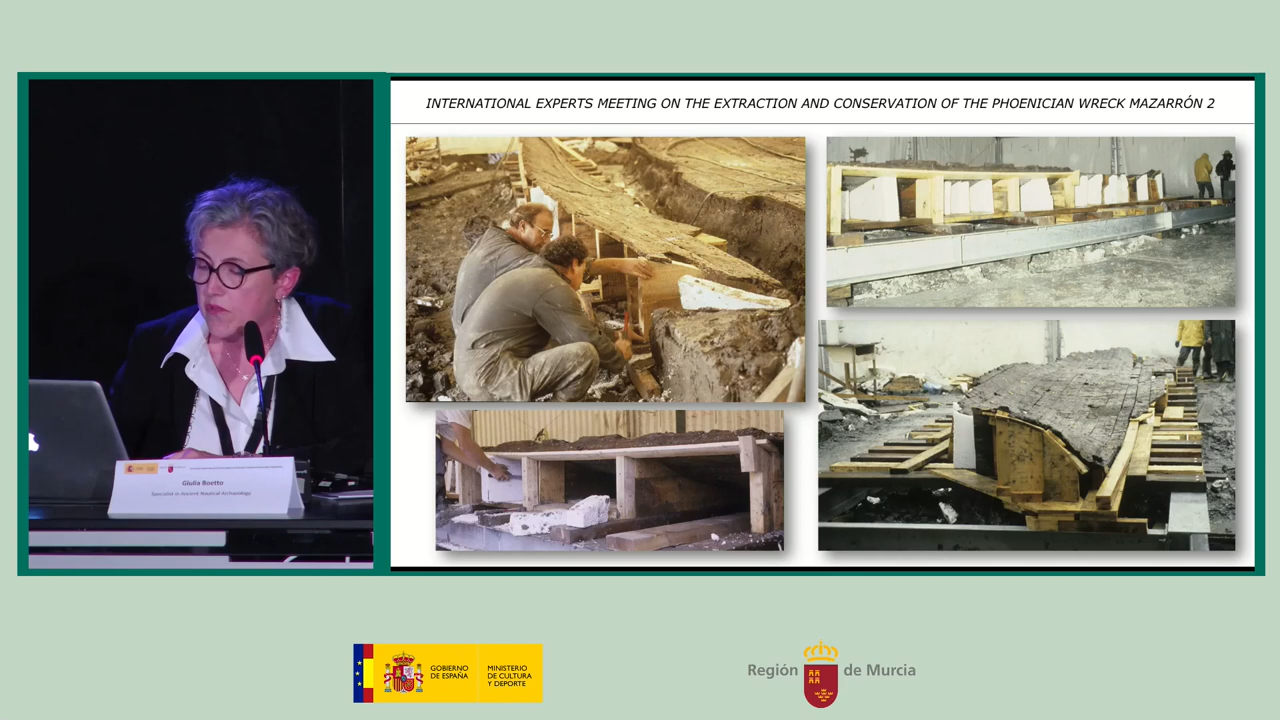 INTERNATIONAL EXPERTS MEETING ON THE EXTRACTION AND CONSERVATION OF THE PHOENICIAN WRECK MAZARRÓN 2
Giulia Boetto
Specialist in Ancient Nautical Archaeology
GOBIERNO
DE ESPAÑA
MINISTERIO
DE CULTURA
Y DEPORTE
Región de Murcia